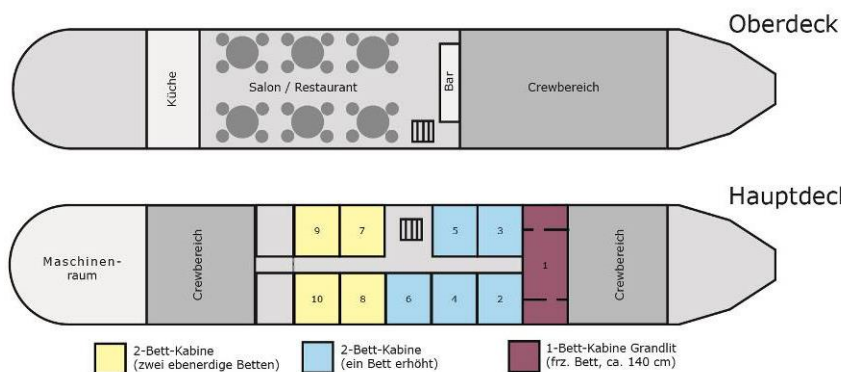 Oberdeck
Küche
Salon / Restaurant
Bar
Crewbereich
Hauptdeck
Maschinen-
raum
Crewbereich
9
7
5
3
1
10
8
6
4
2
Crewbereich
2-Bett-Kabine
(zwei ebenerdige Betten)
2-Bett-Kabine
(ein Bett erhöht)
1-Bett-Kabine Grandlit
(frz. Bett, ca. 140 cm)